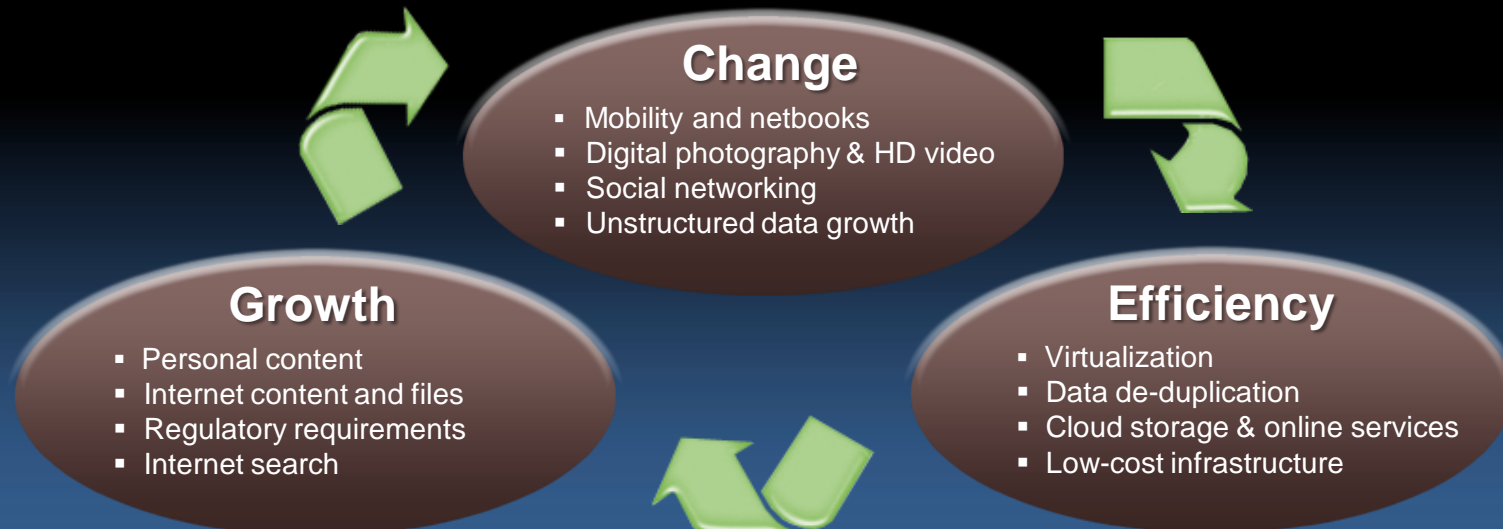 Change
▪ Mobility and netbooks
▪ Digital photography & HD video
▪ Social networking
▪ Unstructured data growth
Growth
▪ Personal content
▪ Internet content and files
▪ Regulatory requirements
▪ Internet search
Efficiency
▪ Virtualization
▪ Data de-duplication
▪ Cloud storage & online services
▪ Low-cost infrastructure